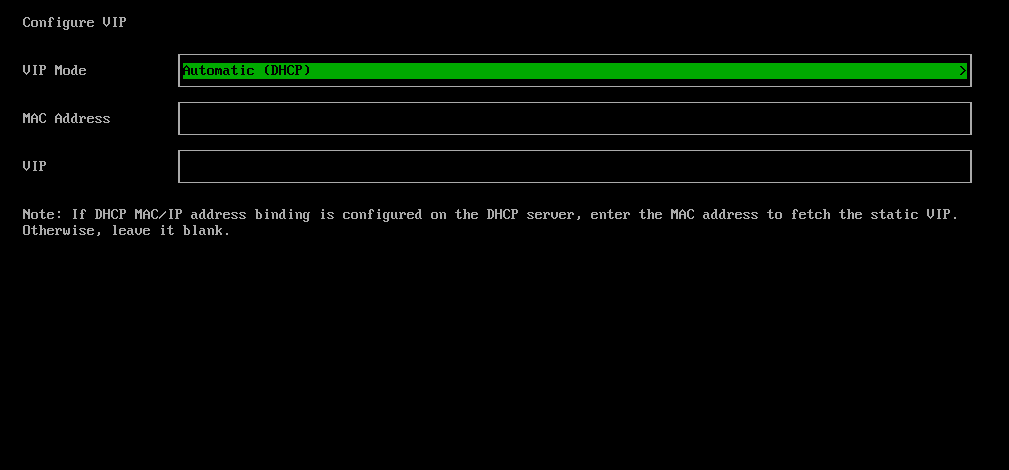 Configure VIP
VIP Mode Automatic (DHCP) >
MAC Address
VIP
Note: If DHCP MAC/IP address binding is configured on the DHCP server, enter the MAC address to fetch the static VIP.
Otherwise, leave it blank.